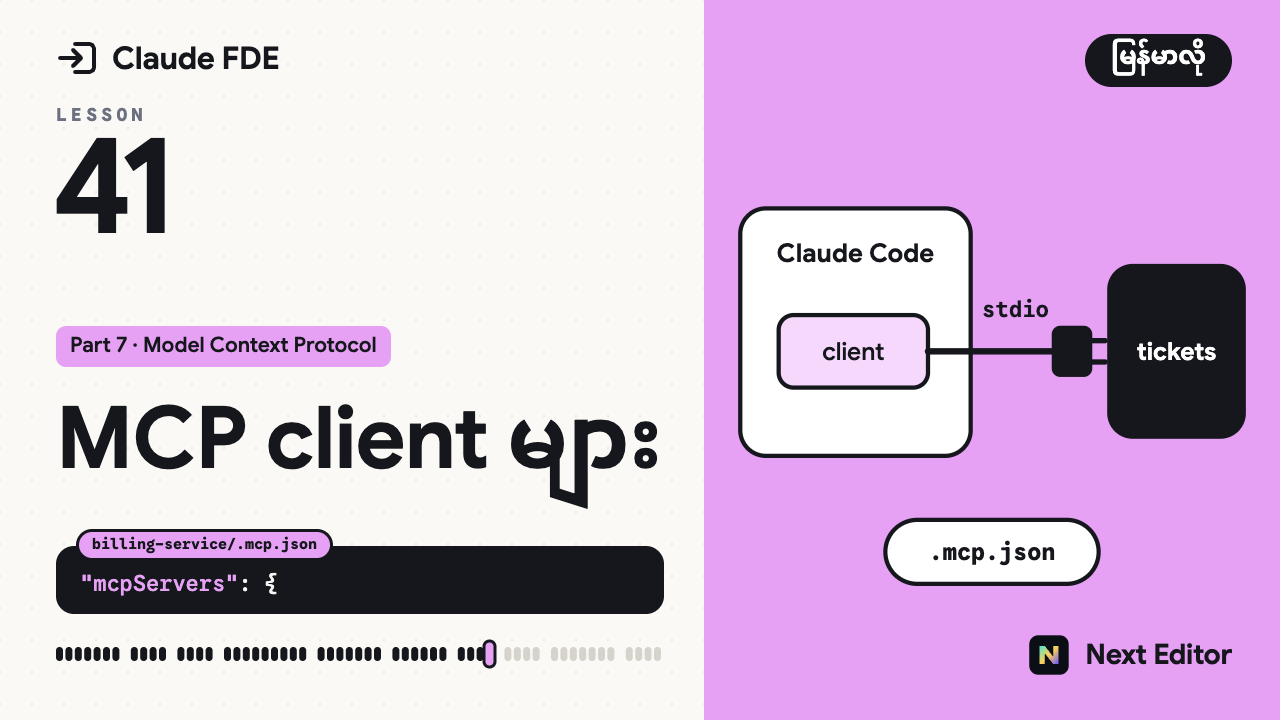 Claude FDE
LESSON
41
Part 7 · Model Context Protocol
MCP client များ
billing-service/.mcp.json
"mcpServers": {
မြန်မာလို
Claude Code
client
stdio
tickets
.mcp.json
N
Next Editor